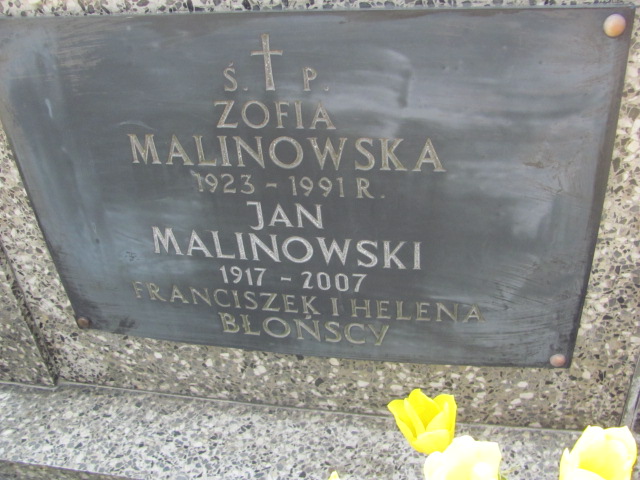 Ś. P.
ZOFIA
MALINOWSKA
1923 - 1991 R.
JAN
MALINOWSKI
1917 - 2007
FRANCISZEK I HELENA
BŁOŃSCY